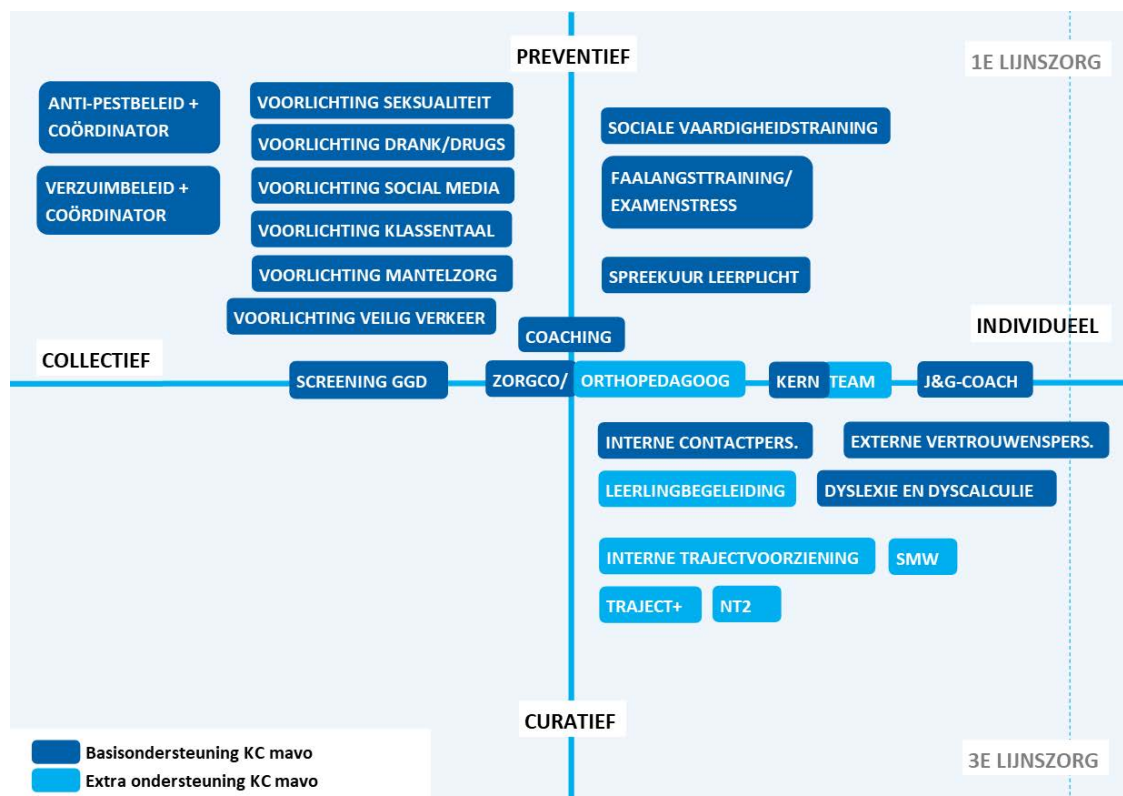 PREVENTIEF
1E LIJNSZORG
ANTI-PESTBELEID +
COÖRDINATOR
VERZUIMBELEID +
COÖRDINATOR
VOORLICHTING SEKSUALITEIT
VOORLICHTING DRANK/DRUGS
VOORLICHTING SOCIAL MEDIA
VOORLICHTING KLASSENTAAL
VOORLICHTING MANTELZORG
VOORLICHTING VEILIG VERKEER
SOCIALE VAARDIGHEIDSTRAINING
FAALANGSTTRAINING/
EXAMENSTRESS
SPREEKUUR LEERPLICHT
COACHING
INDIVIDUEEL
COLLECTIEF
SCREENING GGD
ZORGCO/ ORTHOPEDAGOOG
KERN TEAM
J&G-COACH
INTERNE CONTACTPERS.
EXTERNE VERTROUWENSPERS.
LEERLINGBEGELEIDING
DYSLEXIE EN DYSCALCULIE
INTERNE TRAJECTVOORZIENING
SMW
TRAJECT+
NT2
CURATIEF
3E LIJNSZORG
Basisondersteuning KC mavo
Extra ondersteuning KC mavo